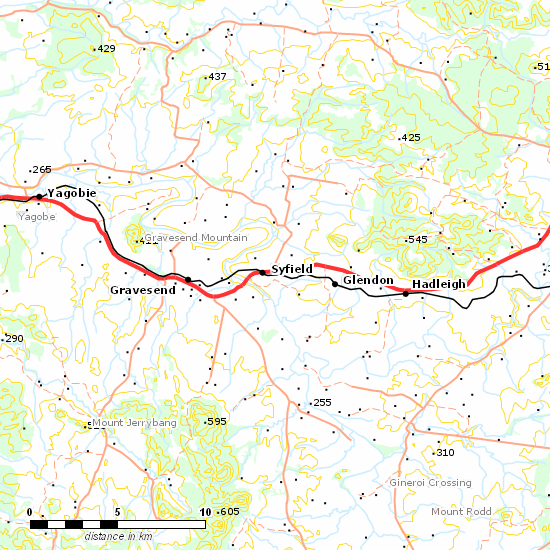 429
437
51
425
265
Yagobie
Yagobe
Gravesend Mountain
545
Syfield
Glendon
Hadleigh
Gravesend
290
255
Mount Jerrybang
595
310
Gineroi Crossing
Mount Rodd
605
0 5 10
distance in km